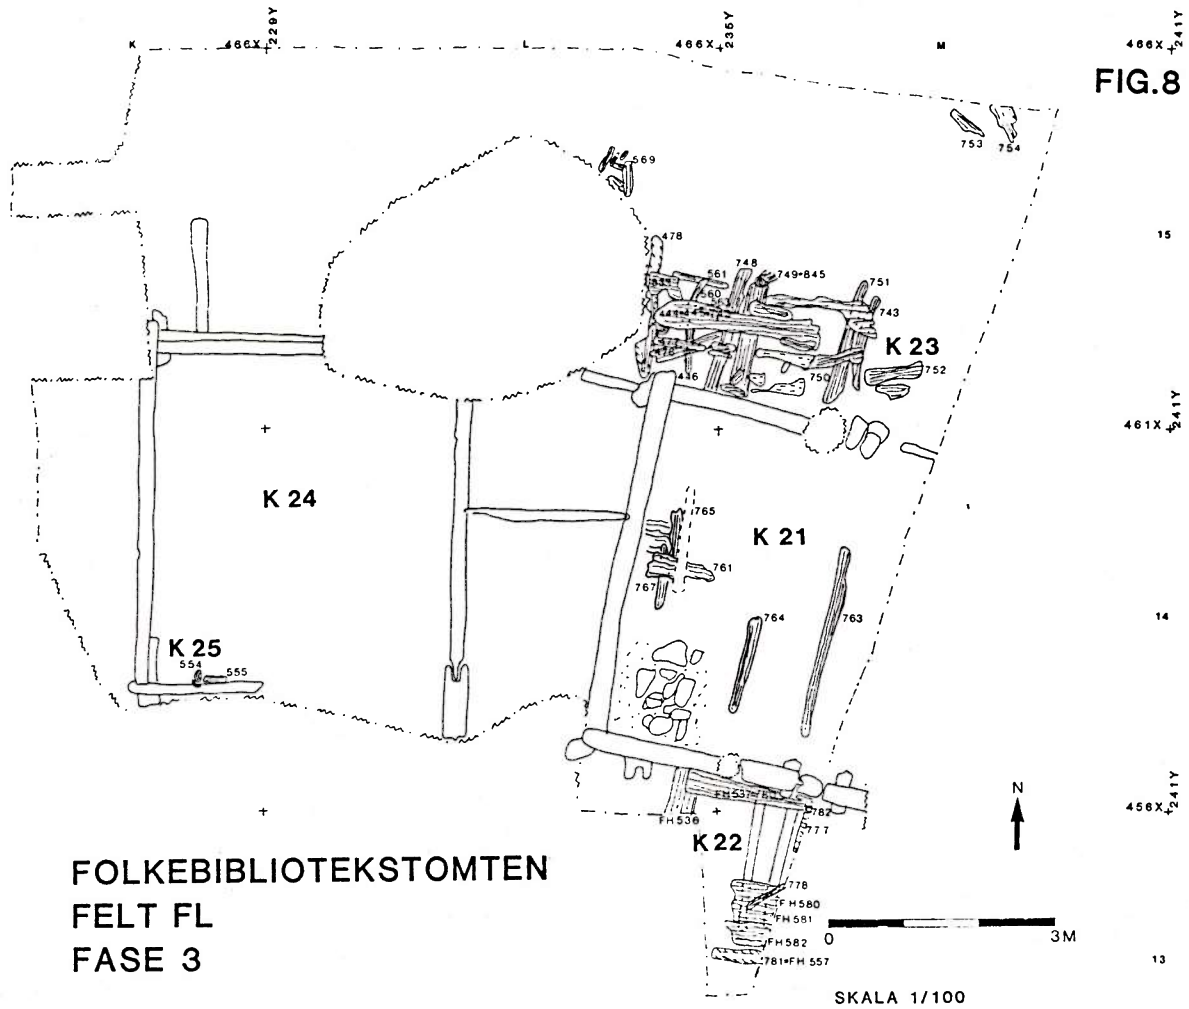 229Y
235Y
241Y
K
466X
L
466X
M
466X
FIG.8
753
754
569
15
478
561
748
749=845
751
560
743
K 23
446
750
752
461X
241Y
K 24
765
K 21
761
767
764
763
14
K 25
554
555
N
FH 537
782
FH 536
456X
241Y
K 22
777
FOLKEBIBLIOTEKSTOMTEN
FELT FL
FASE 3
778
FH 580
FH 581
FH 582
781=FH 557
0
3M
13
SKALA 1/100